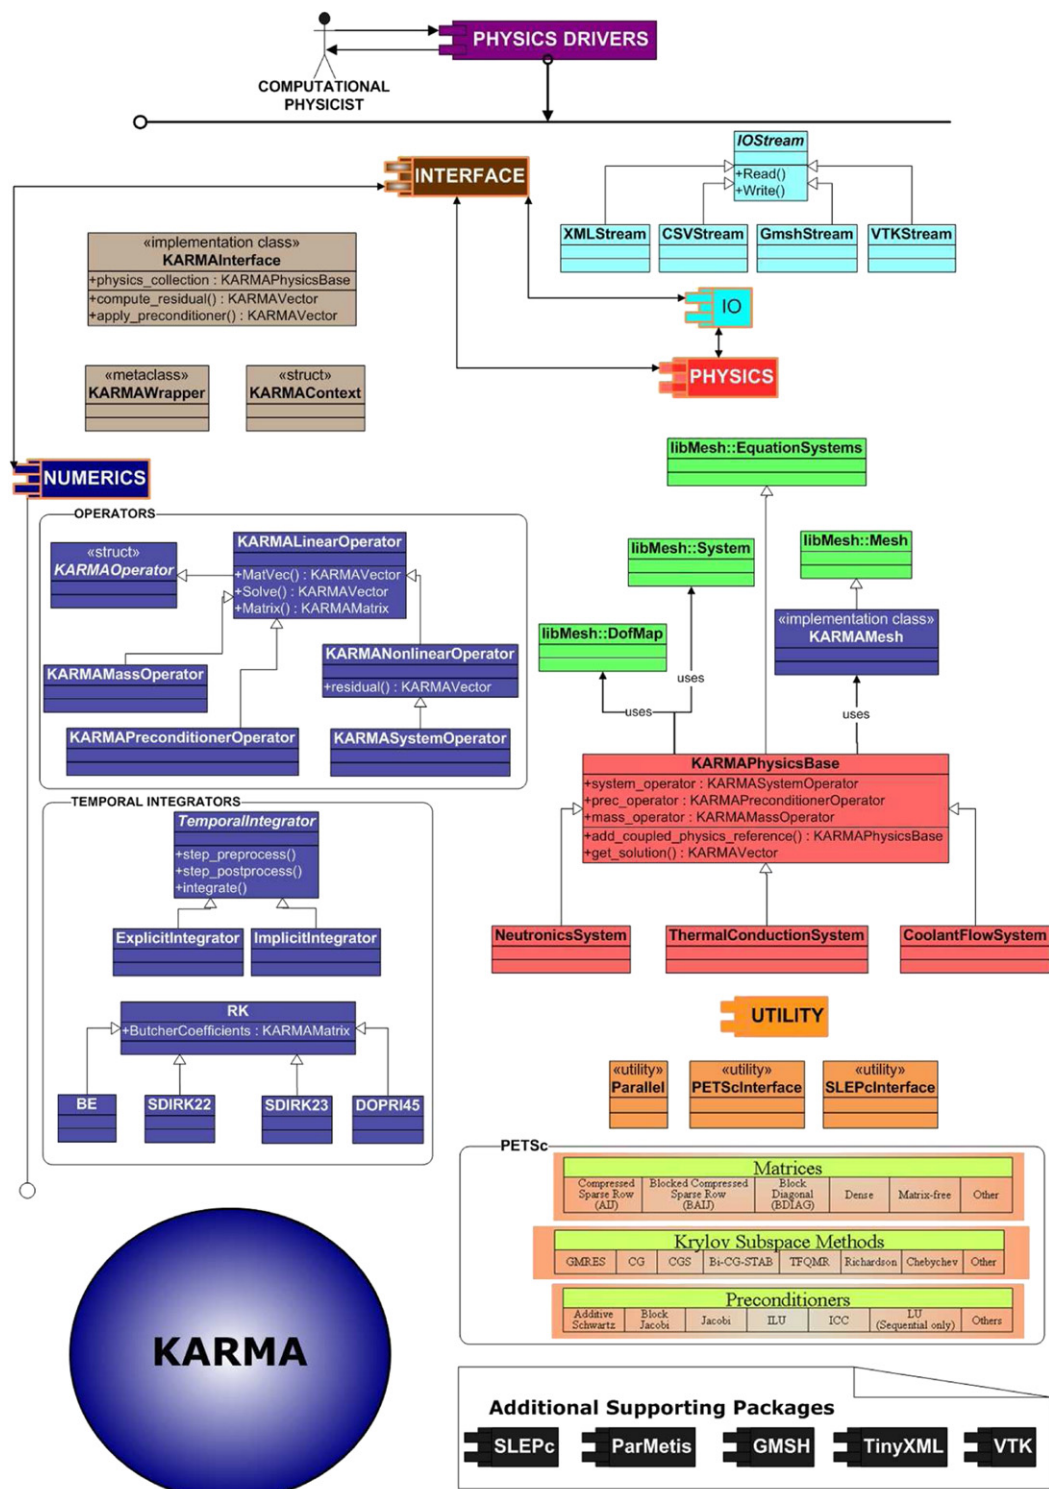 PHYSICS DRIVERS
COMPUTATIONAL
PHYSICIST
IOStream
+Read()
+Write()
INTERFACE
XMLStream
CSVStream
GmshStream
VTKStream
«implementation class»
KARMAInterface
+physics_collection : KARMAPhysicsBase
+compute_residual() : KARMAVector
+apply_preconditioner() : KARMAVector
IO
PHYSICS
«metaclass»
KARMAWrapper
«struct»
KARMAContext
NUMERICS
libMesh::EquationSystems
OPERATORS
«struct»
KARMAOperator
KARMALinearOperator
+MatVec() : KARMAVector
+Solve() : KARMAVector
+Matrix() : KARMAMatrix
libMesh::System
libMesh::Mesh
libMesh::DofMap
«implementation class»
KARMAMesh
KARMAMassOperator
KARMANonlinearOperator
+residual() : KARMAVector
uses
uses
uses
KARMAPreconditionerOperator
KARMASystemOperator
KARMAPhysicsBase
+system_operator : KARMASystemOperator
+prec_operator : KARMAPreconditionerOperator
+mass_operator : KARMAMassOperator
+add_coupled_physics_reference() : KARMAPhysicsBase
+get_solution() : KARMAVector
TEMPORAL INTEGRATORS
TemporalIntegrator
+step_preprocess()
+step_postprocess()
+integrate()
ExplicitIntegrator
ImplicitIntegrator
NeutronicsSystem
ThermalConductionSystem
CoolantFlowSystem
RK
+ButcherCoefficients : KARMAMatrix
UTILITY
BE
SDIRK22
SDIRK23
DOPRI45
«utility»
Parallel
«utility»
PETScInterface
«utility»
SLEPcInterface
PETSc
Matrices
Compressed
Sparse Row
(AIJ)
Blocked Compressed
Sparse Row
(BAIJ)
Block
Diagonal
(BDIAG)
Dense
Matrix-free
Other
Krylov Subspace Methods
GMRES
CG
CGS
Bi-CG-STAB
TFQMR
Richardson
Chebychev
Other
Preconditioners
Additive
Schwartz
Block
Jacobi
Jacobi
ILU
ICC
LU
(Sequential only)
Others
KARMA
Additional Supporting Packages
SLEPc
ParMetis
GMSH
TinyXML
VTK